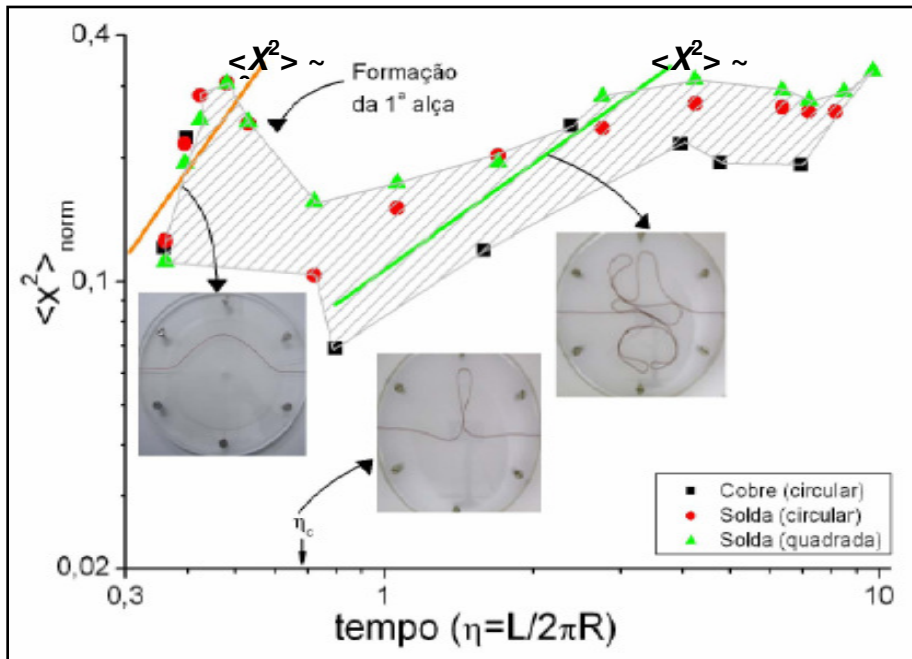 0,4
<X²> ~
<X²> ~
Formação
da 1ª alça
<x²>norm
0,1
ηc
Cobre (circular)
Solda (circular)
Solda (quadrada)
0,02
0,3
1
10
tempo (η=L/2πR)